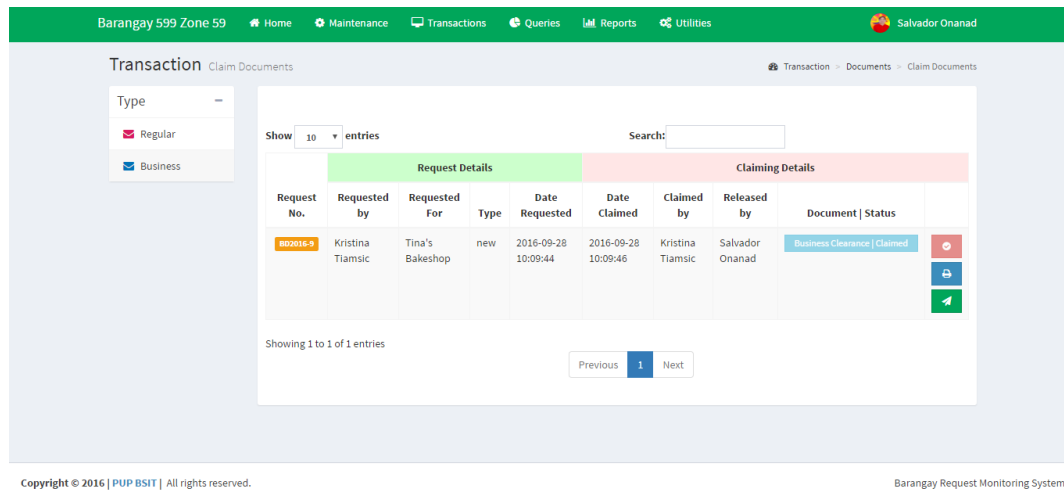 Barangay 599 Zone 59 Home Maintenance Transactions Queries Reports Utilities Salvador Onanad
Transaction Claim Documents Transaction > Documents > Claim Documents
Type
Regular
Business
Show 10 entries Search:
Request Details Claiming Details
Request No. Requested by Requested For Type Date Requested Date Claimed Claimed by Released by Document | Status
BD2016-9 Kristina Tiamsic Tina's Bakeshop new 2016-09-28 10:09:44 2016-09-28 10:09:46 Kristina Tiamsic Salvador Onanad Business Clearance | Claimed
Showing 1 to 1 of 1 entries
Previous 1 Next
Copyright © 2016 | PUP BSIT | All rights reserved. Barangay Request Monitoring System